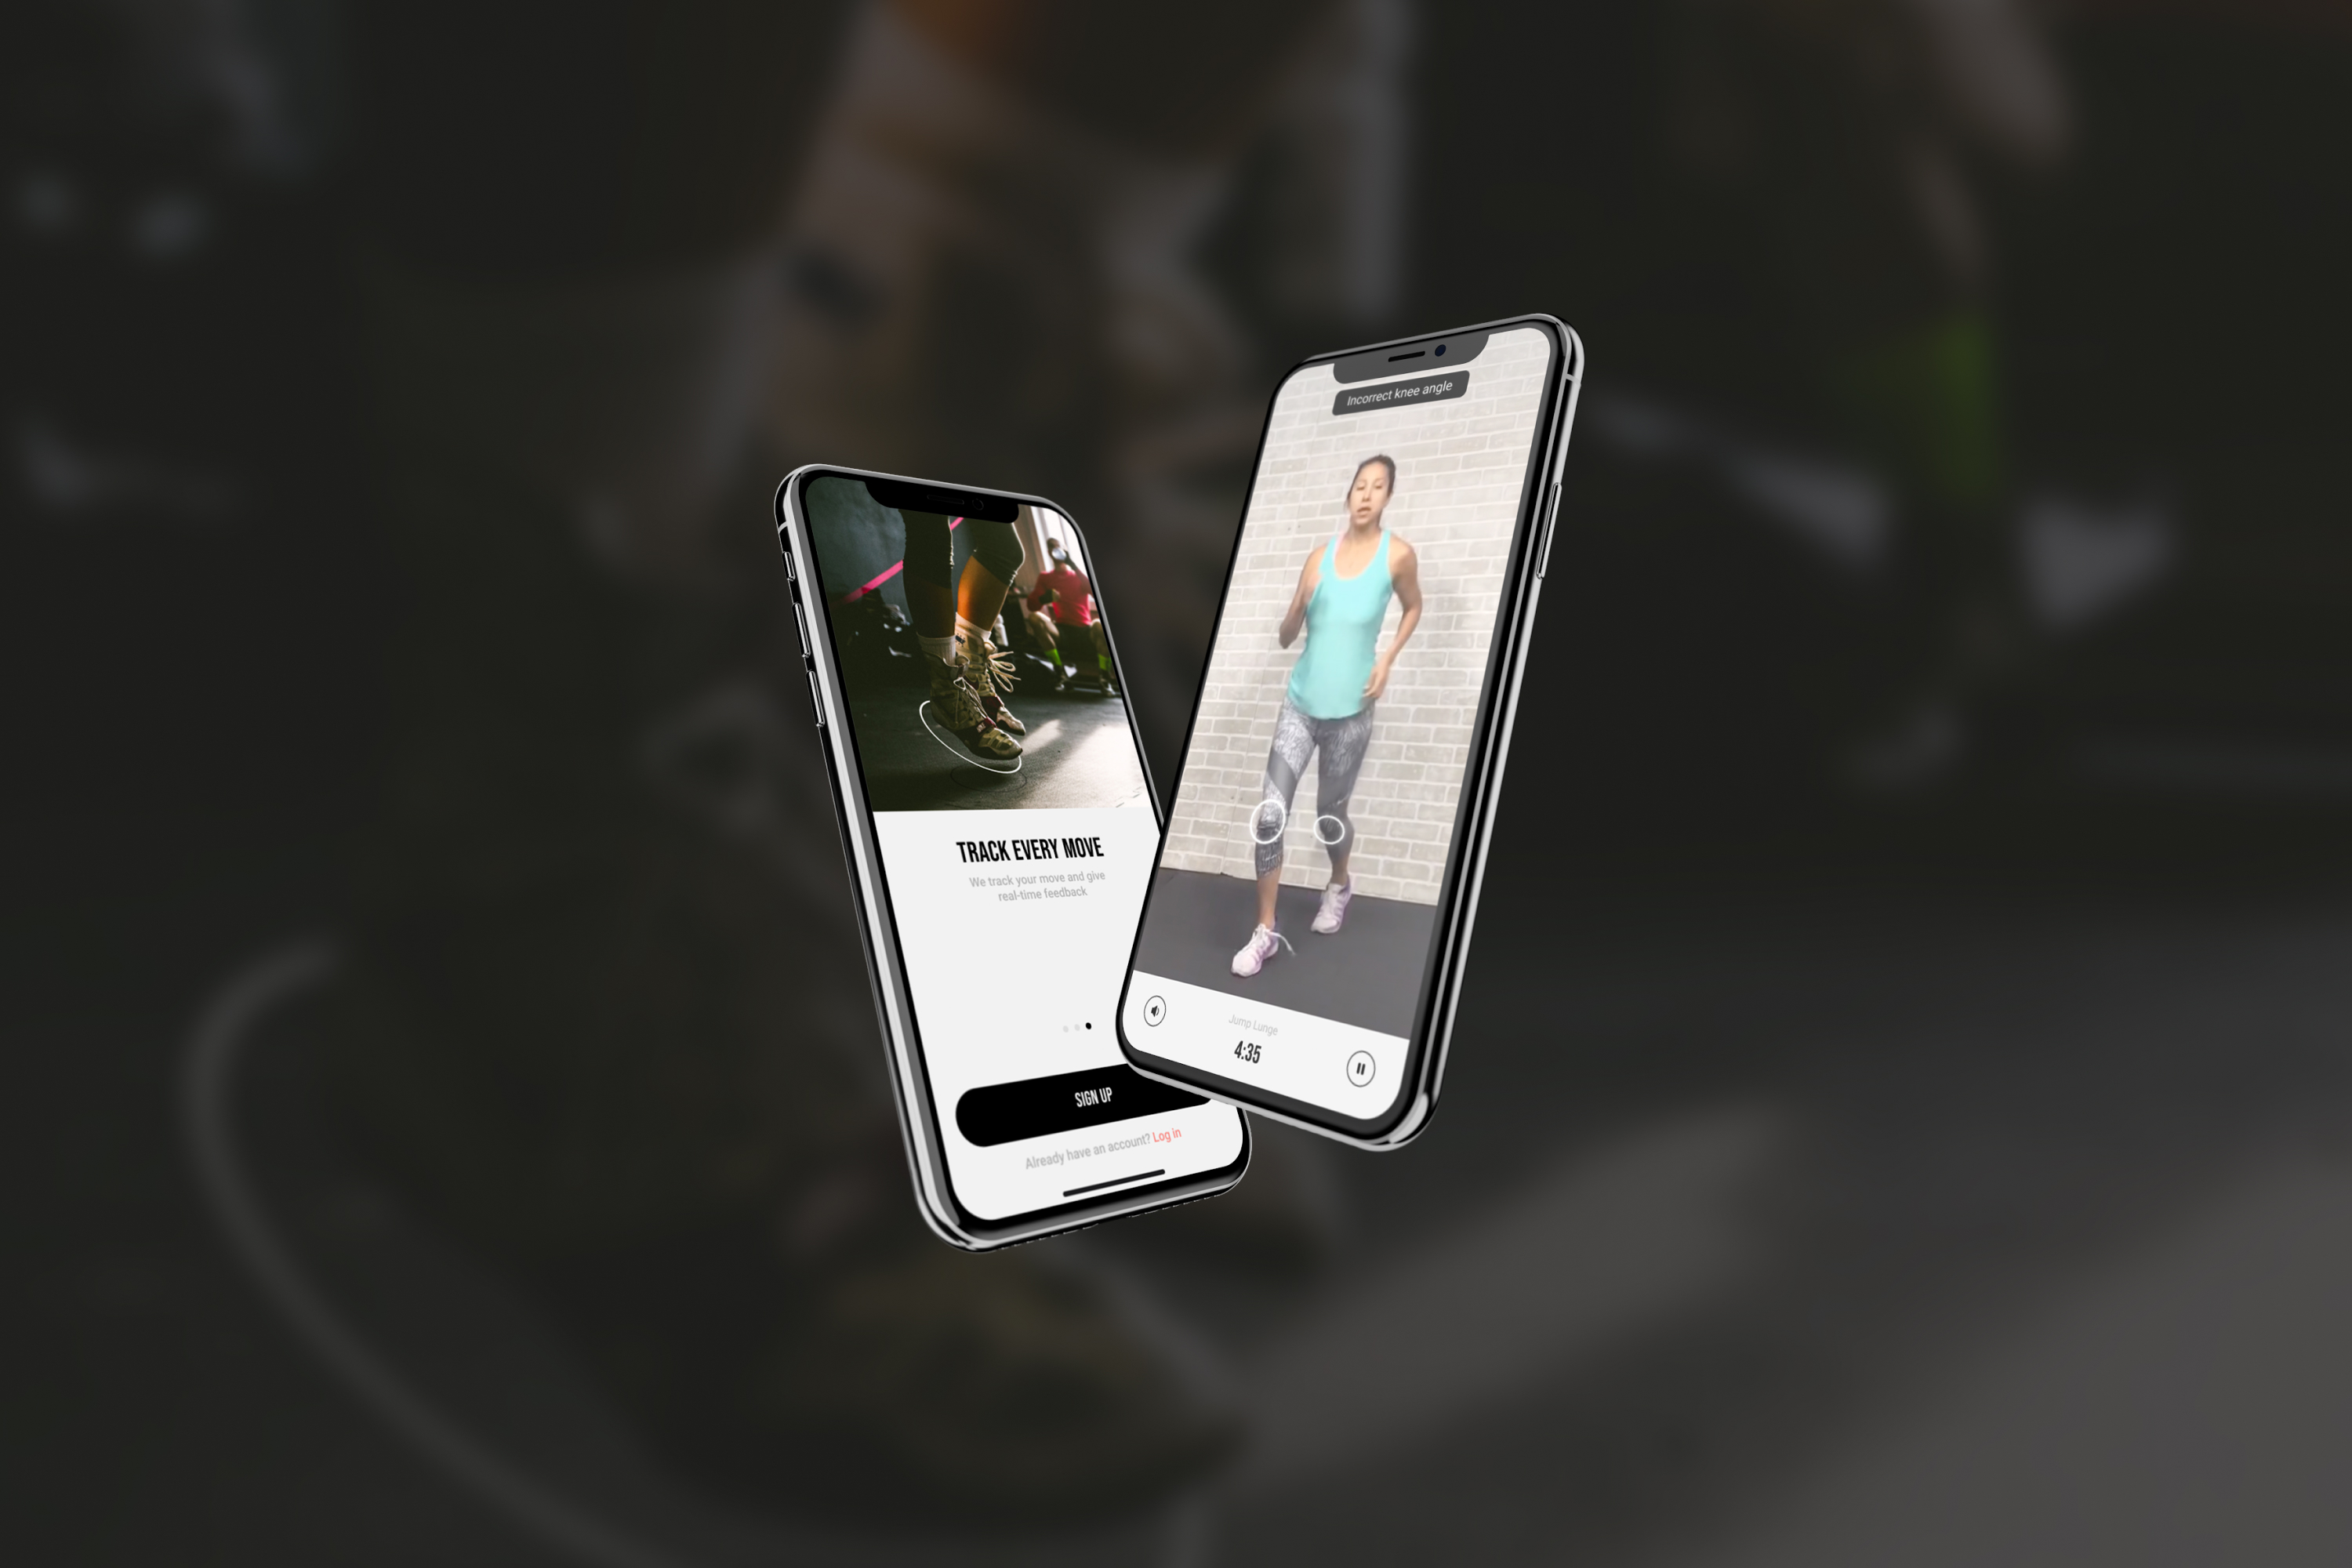 TRACK EVERY MOVE
We track your move and give
real-time feedback
SIGN UP
Already have an account? Log in
Incorrect knee angle
Jump Lunge
4:35